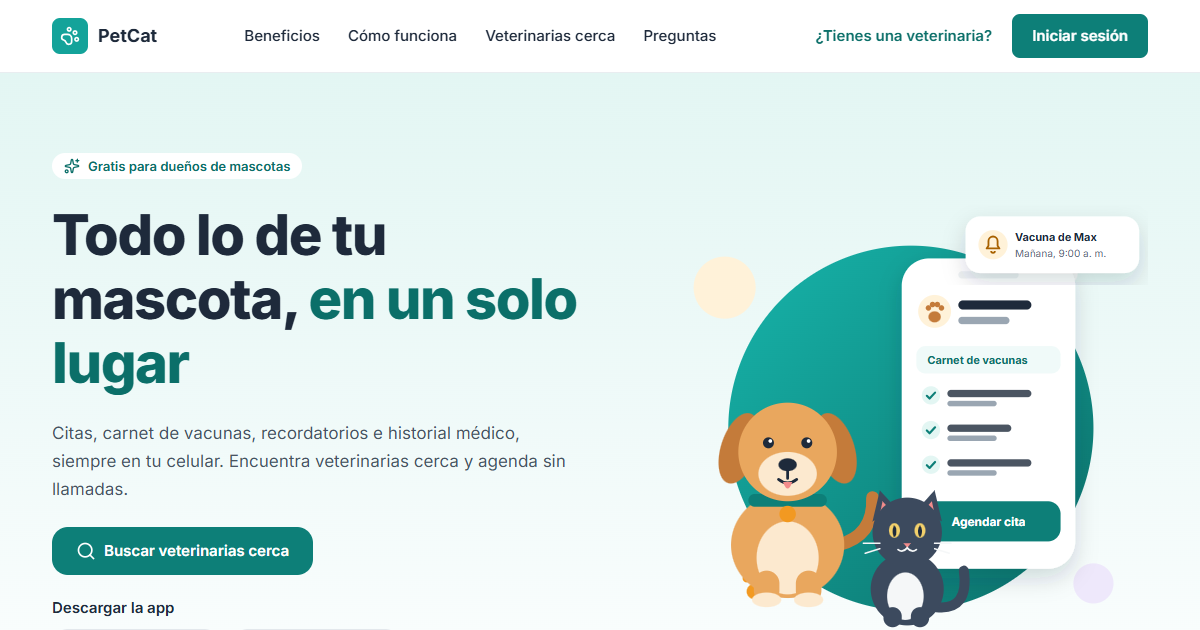 PetCat
Beneficios
Cómo funciona
Veterinarias cerca
Preguntas
¿Tienes una veterinaria?
Iniciar sesión
Gratis para dueños de mascotas
Todo lo de tu
mascota, en un solo
lugar
Citas, carnet de vacunas, recordatorios e historial médico,
siempre en tu celular. Encuentra veterinarias cerca y agenda sin
llamadas.
Buscar veterinarias cerca
Descargar la app
Vacuna de Max
Mañana, 9:00 a. m.
Carnet de vacunas
Agendar cita